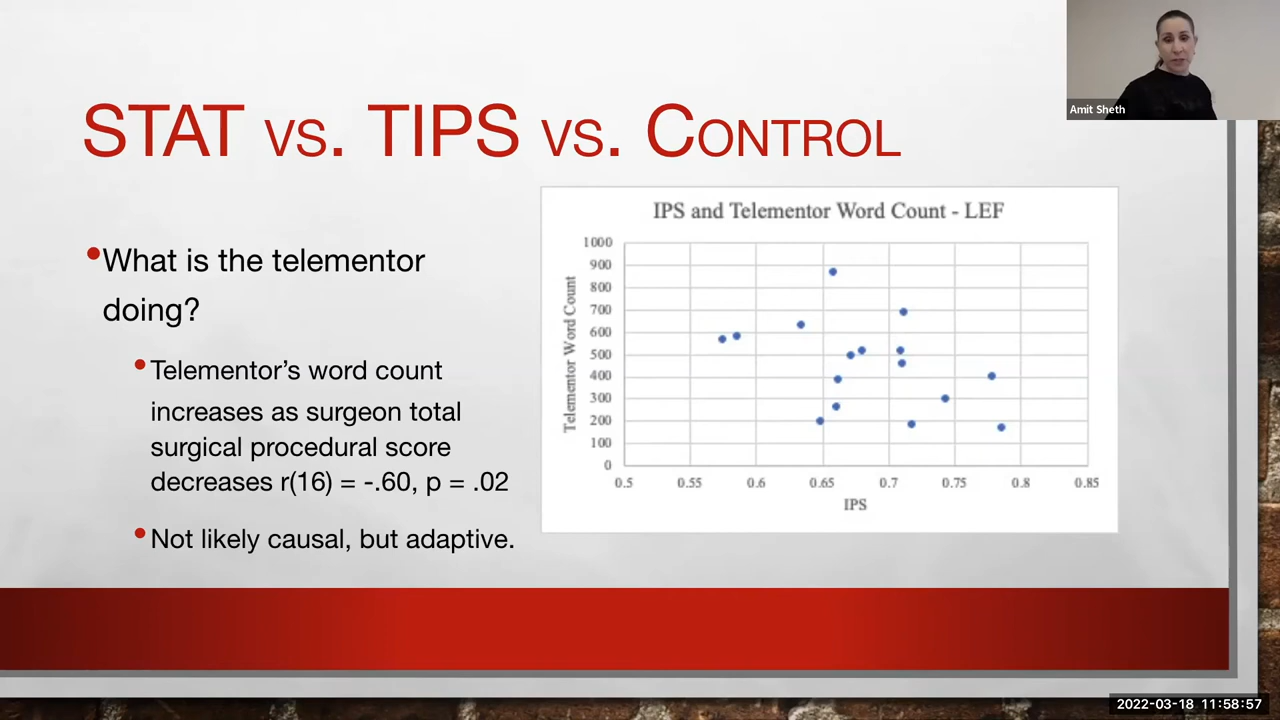 Amit Sheth
STAT vs. TIPS vs. Control
•What is the telementor
doing?
•Telementor's word count
increases as surgeon total
surgical procedural score
decreases r(16) = -.60, p = .02
•Not likely causal, but adaptive.
IPS and Telementor Word Count - LEF
Telementor Word Count
1000
900
800
700
600
500
400
300
200
100
0
0.5 0.55 0.6 0.65 0.7 0.75 0.8 0.85
IPS
2022-03-18 11:58:57